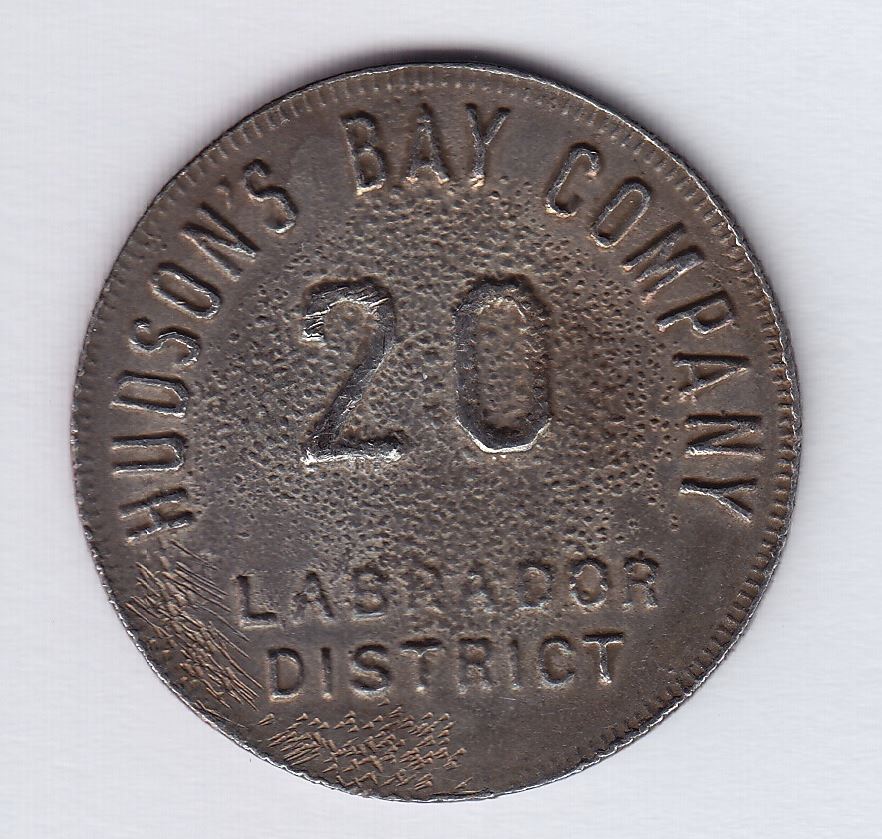 HUDSON'S BAY COMPANY
20
LABRADOR
DISTRICT